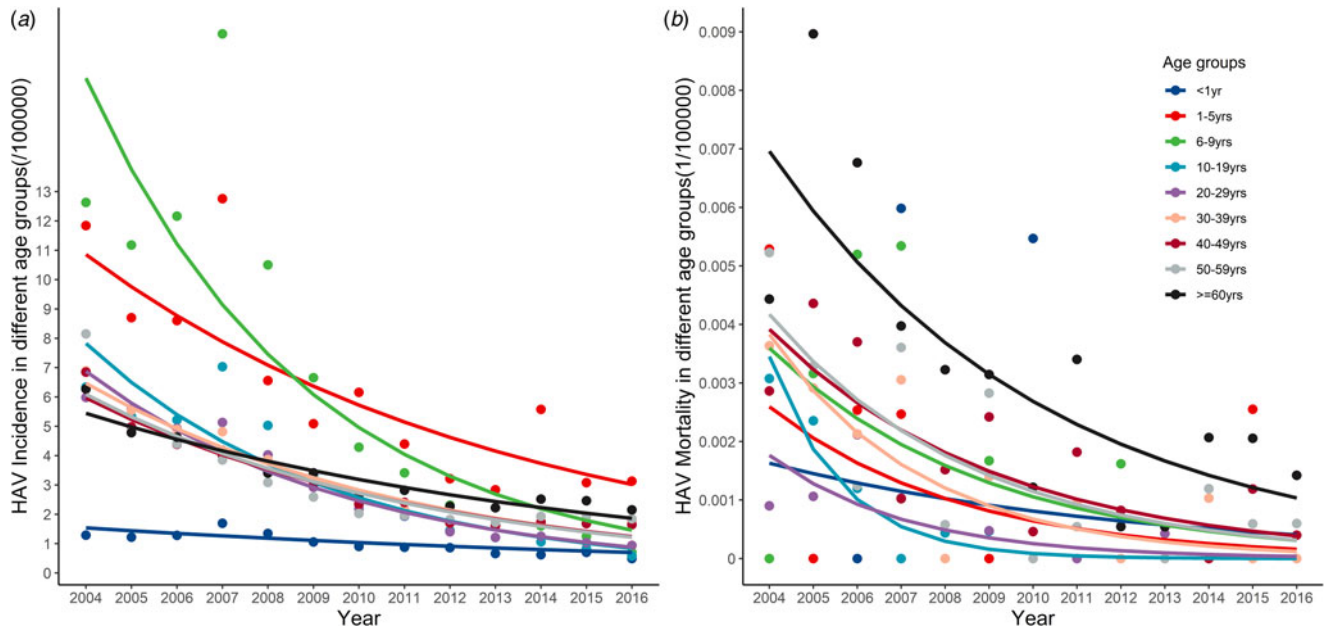 (a)
HAV Incidence in different age groups(/100000)
13
12
11
10
9
8
7
6
5
4
3
2
1
0
2004 2005 2006 2007 2008 2009 2010 2011 2012 2013 2014 2015 2016
Year
(b)
HAV Mortality in different age groups(1/100000)
0.009
0.008
0.007
0.006
0.005
0.004
0.003
0.002
0.001
0.000
2004 2005 2006 2007 2008 2009 2010 2011 2012 2013 2014 2015 2016
Year
Age groups
<1yr
1-5yrs
6-9yrs
10-19yrs
20-29yrs
30-39yrs
40-49yrs
50-59yrs
>=60yrs